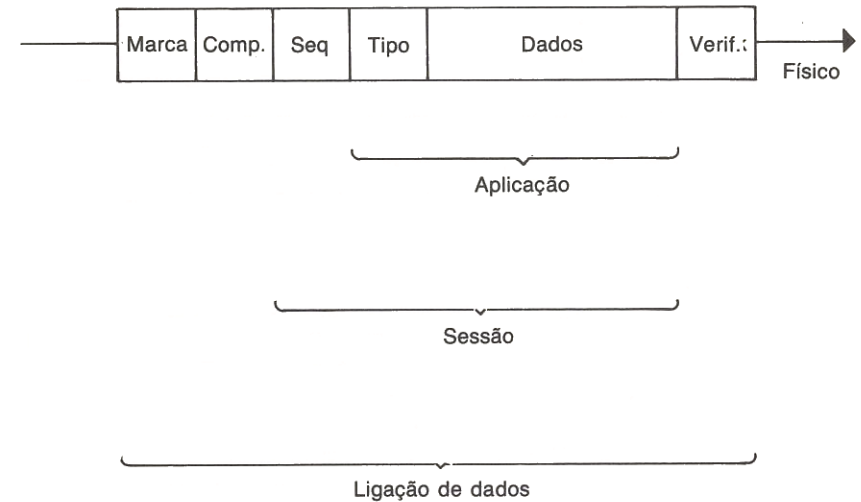 Marca Comp. Seq Tipo Dados Verif.:
Físico
Aplicação
Sessão
Ligação de dados